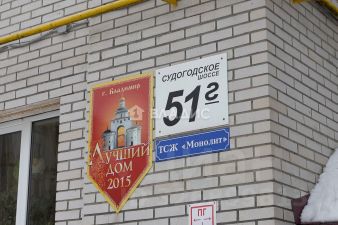 г. Владимир
ЛУЧШИЙ
ДОМ
2015
СУДОГОДСКОЕ
ШОССЕ
51г
ТСЖ «Монолит»
ПГ